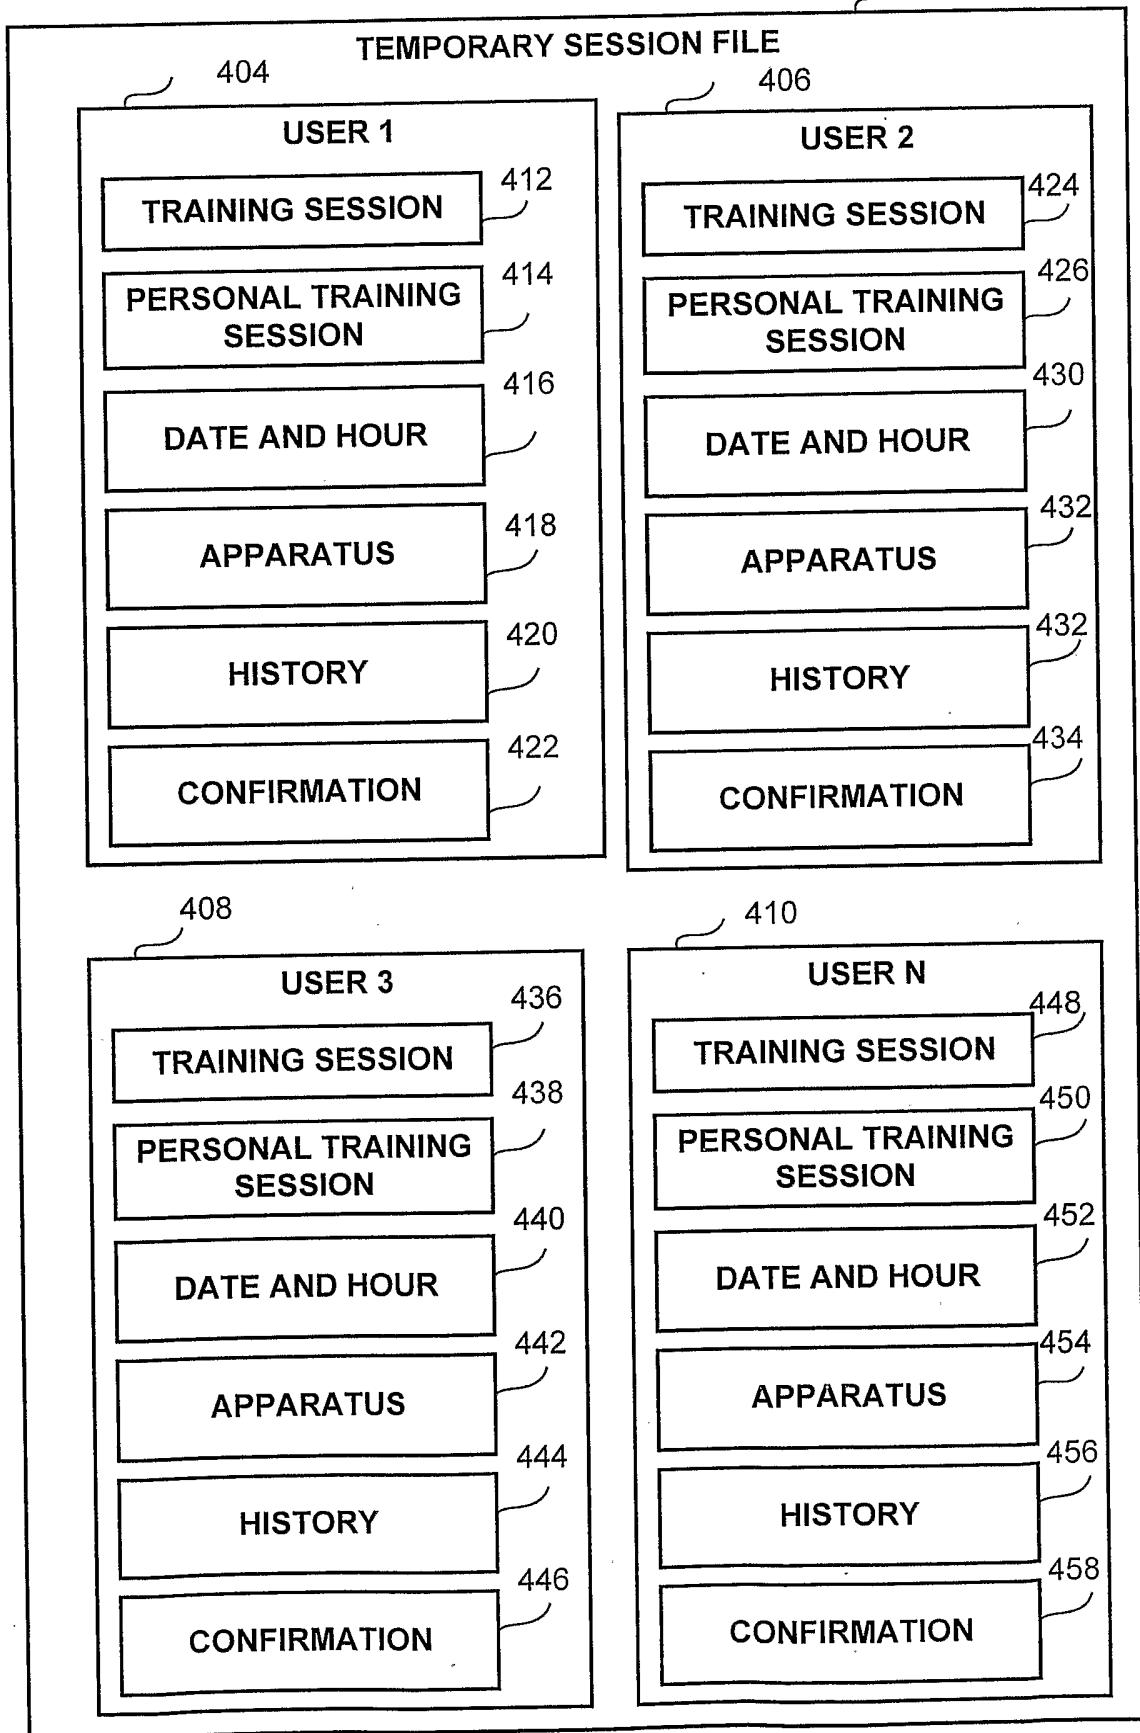 TEMPORARY SESSION FILE
404
USER 1
TRAINING SESSION
412
PERSONAL TRAINING
SESSION
414
DATE AND HOUR
416
APPARATUS
418
HISTORY
420
CONFIRMATION
422
406
USER 2
TRAINING SESSION
424
PERSONAL TRAINING
SESSION
426
DATE AND HOUR
430
APPARATUS
432
HISTORY
432
CONFIRMATION
434
408
USER 3
TRAINING SESSION
436
PERSONAL TRAINING
SESSION
438
DATE AND HOUR
440
APPARATUS
442
HISTORY
444
CONFIRMATION
446
410
USER N
TRAINING SESSION
448
PERSONAL TRAINING
SESSION
450
DATE AND HOUR
452
APPARATUS
454
HISTORY
456
CONFIRMATION
458